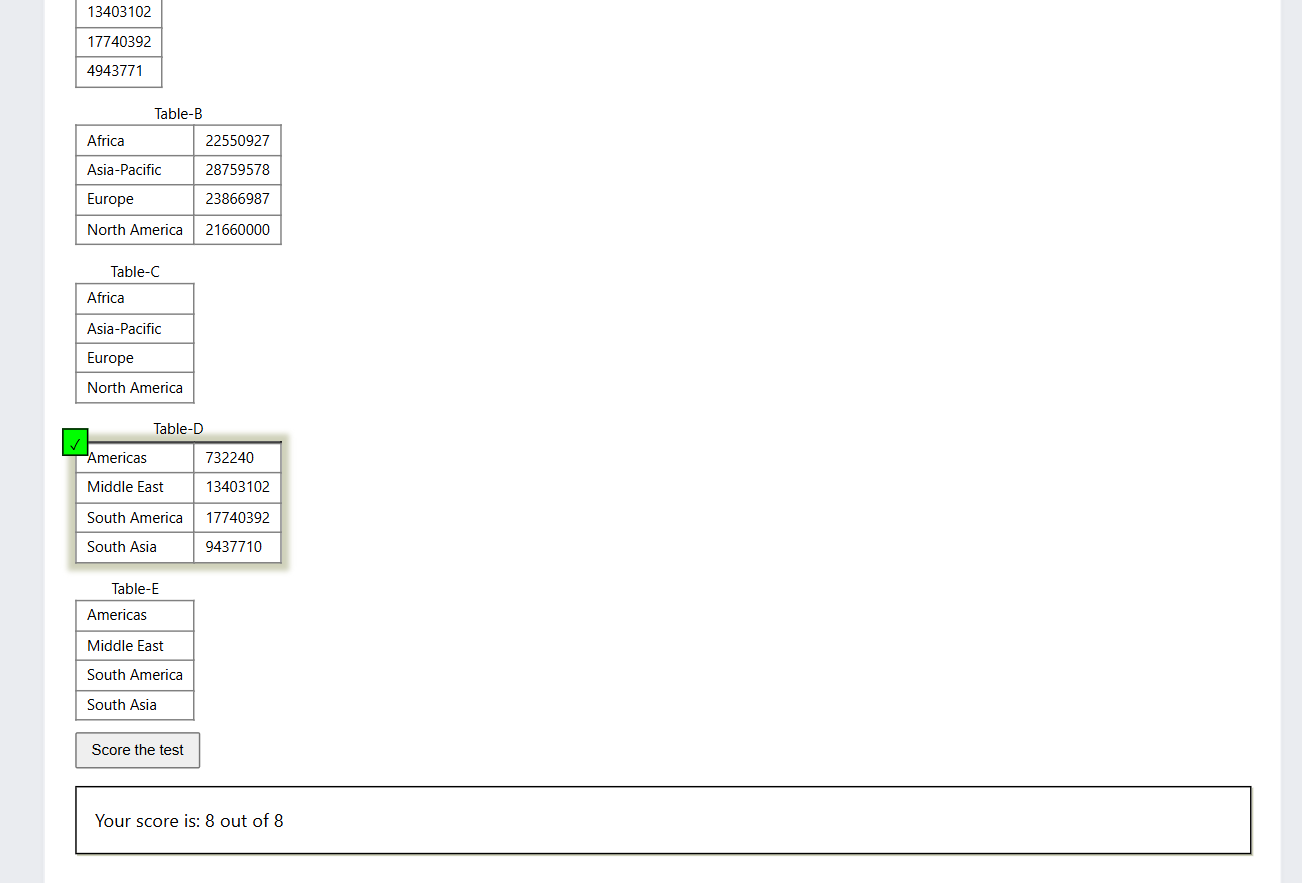 13403102
17740392
4943771
Table-B
Africa 22550927
Asia-Pacific 28759578
Europe 23866987
North America 21660000
Table-C
Africa
Asia-Pacific
Europe
North America
Table-D
✓
Americas 732240
Middle East 13403102
South America 17740392
South Asia 9437710
Table-E
Americas
Middle East
South America
South Asia
Score the test
Your score is: 8 out of 8